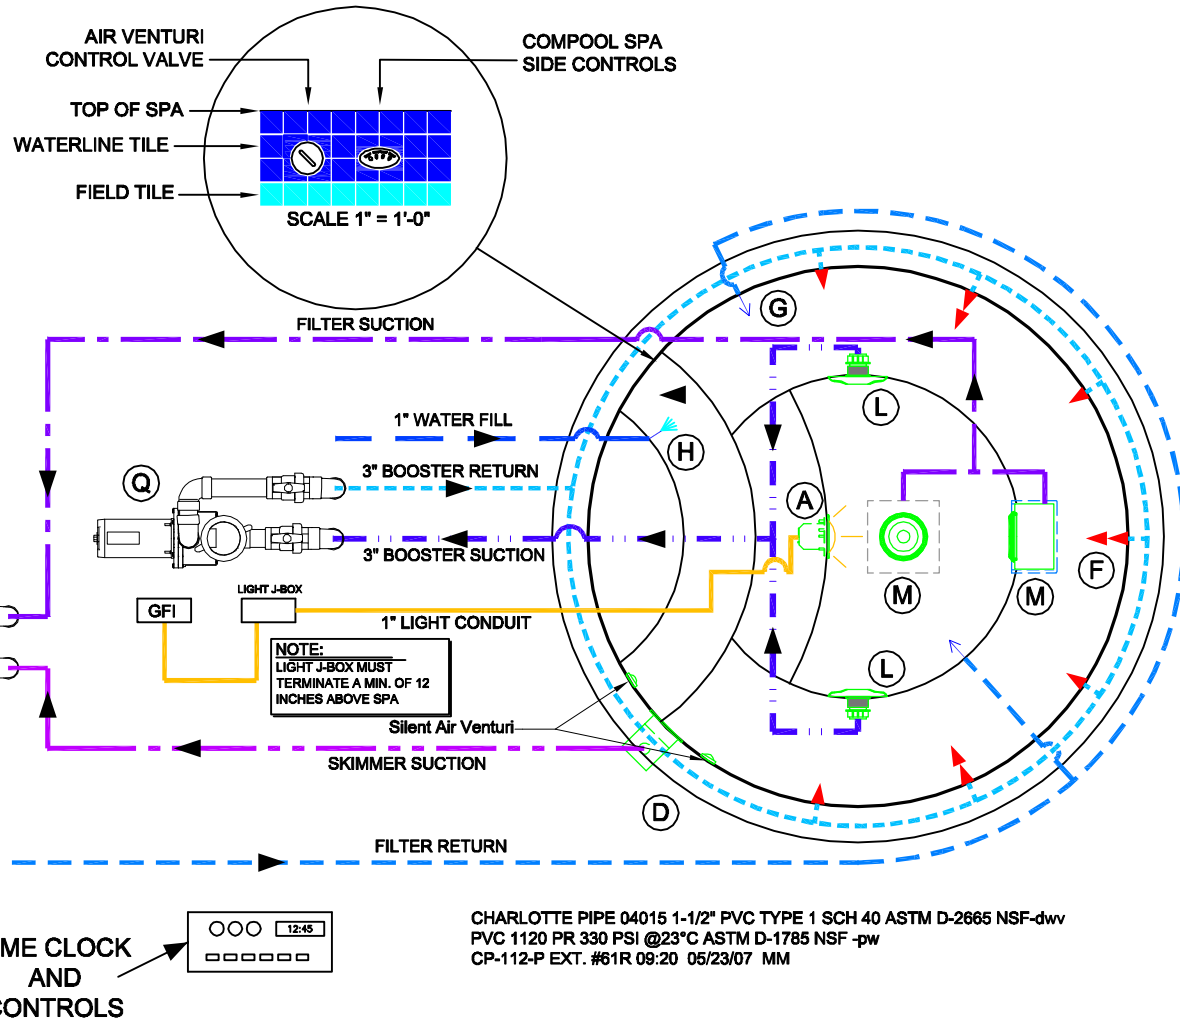 AIR VENTURI
CONTROL VALVE
COMPOOL SPA
SIDE CONTROLS
TOP OF SPA
WATERLINE TILE
FIELD TILE
SCALE 1" = 1'-0"
FILTER SUCTION
G
L
1" WATER FILL
H
3" BOOSTER RETURN
Q
A
3" BOOSTER SUCTION
F
M
M
LIGHT J-BOX
GFI
1" LIGHT CONDUIT
NOTE:
LIGHT J-BOX MUST
TERMINATE A MIN. OF 12
INCHES ABOVE SPA
L
Silent Air Venturi
SKIMMER SUCTION
D
FILTER RETURN
12:45
ME CLOCK
AND
CONTROLS
CHARLOTTE PIPE 04015 1-1/2" PVC TYPE 1 SCH 40 ASTM D-2665 NSF-dwv
PVC 1120 PR 330 PSI @23°C ASTM D-1785 NSF -pw
CP-112-P EXT. #61R 09:20 05/23/07 MM